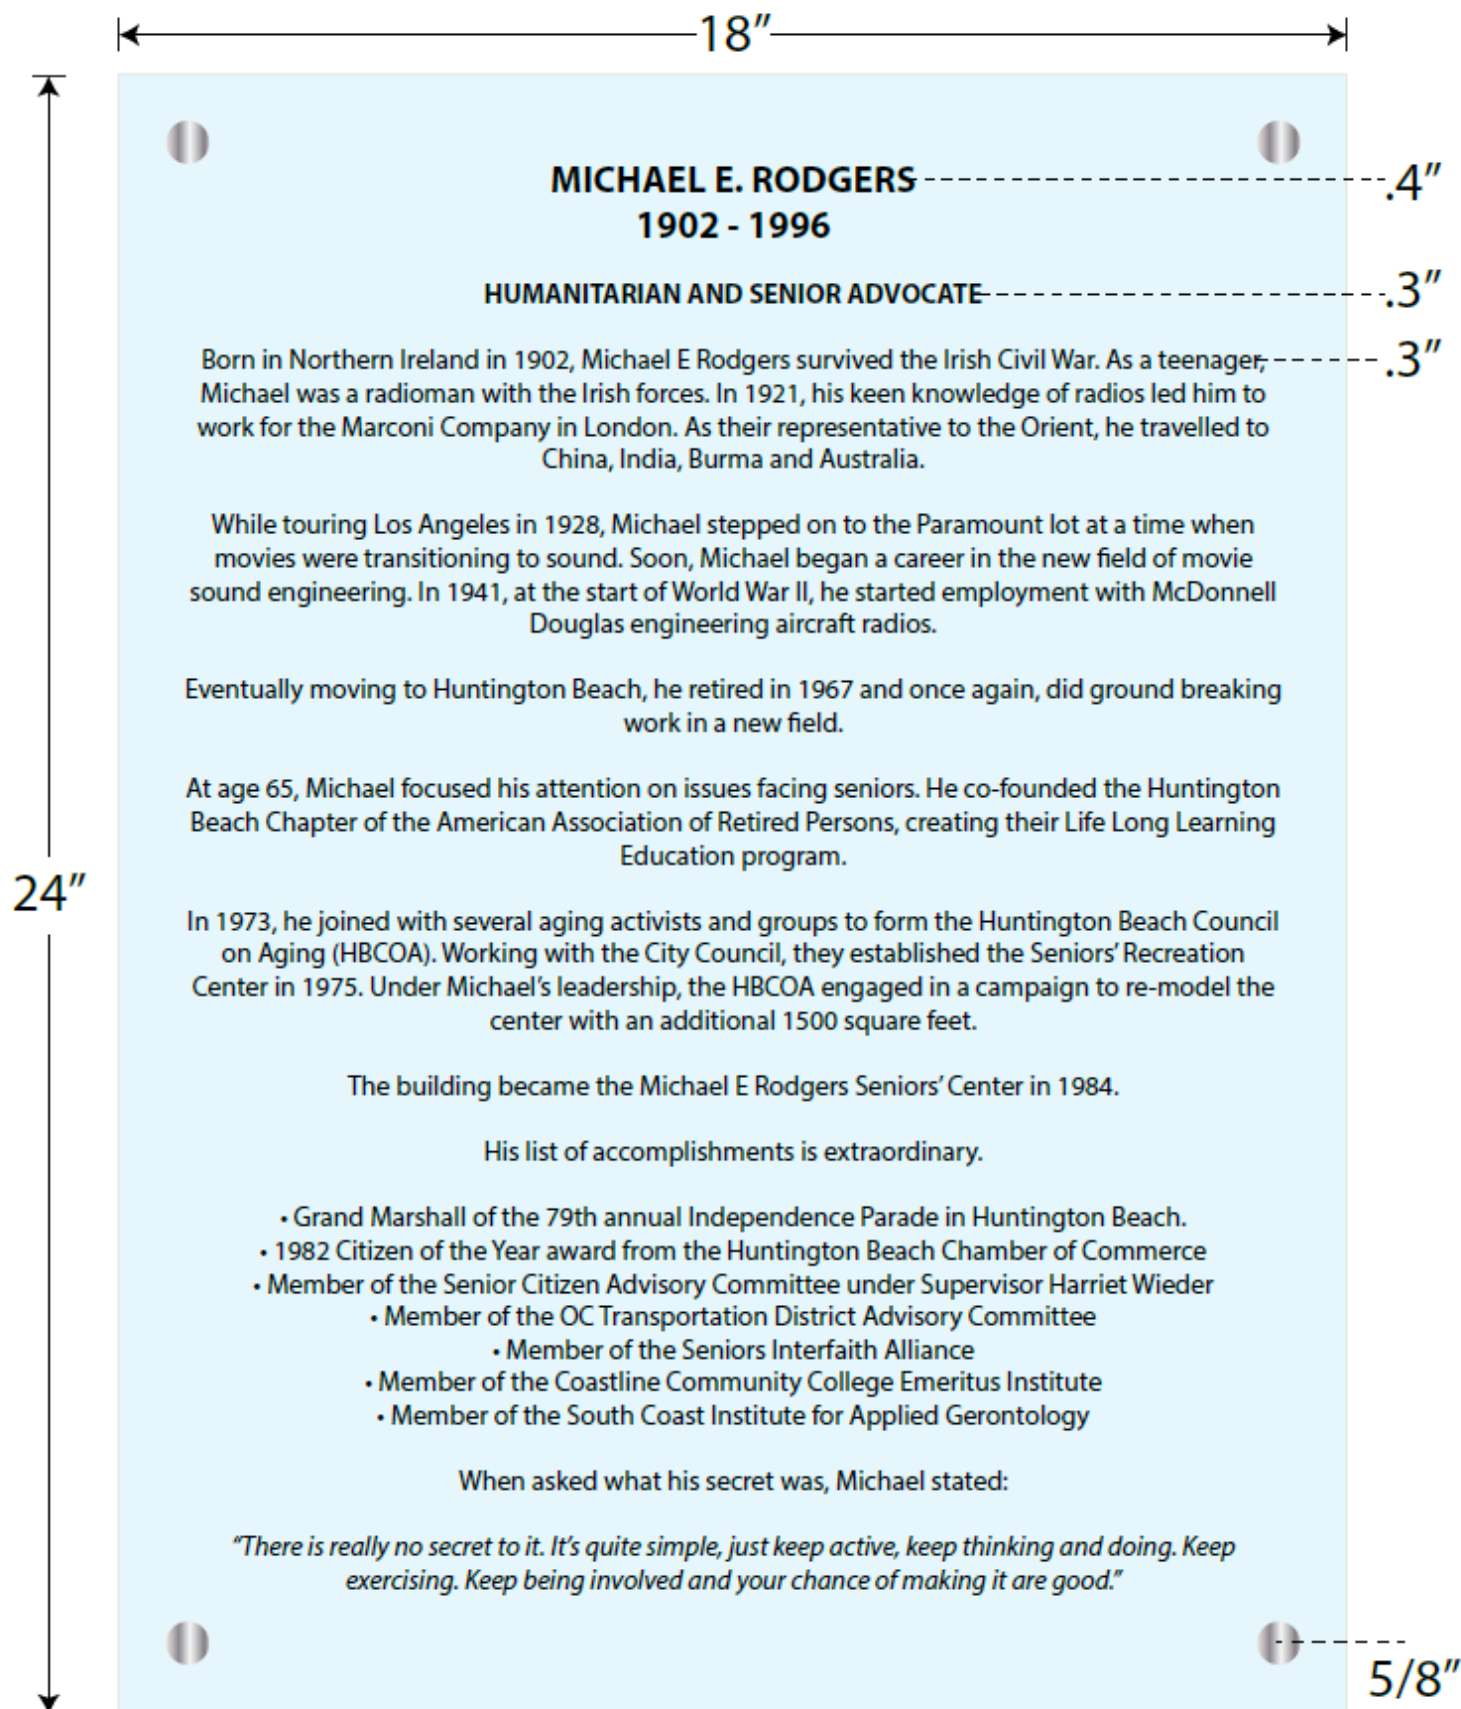 18"
MICHAEL E. RODGERS
.4"
1902 - 1996
HUMANITARIAN AND SENIOR ADVOCATE
.3"
Born in Northern Ireland in 1902, Michael E Rodgers survived the Irish Civil War. As a teenager,
.3"
Michael was a radioman with the Irish forces. In 1921, his keen knowledge of radios led him to
work for the Marconi Company in London. As their representative to the Orient, he travelled to
China, India, Burma and Australia.
While touring Los Angeles in 1928, Michael stepped on to the Paramount lot at a time when
movies were transitioning to sound. Soon, Michael began a career in the new field of movie
sound engineering. In 1941, at the start of World War II, he started employment with McDonnell
Douglas engineering aircraft radios.
Eventually moving to Huntington Beach, he retired in 1967 and once again, did ground breaking
work in a new field.
At age 65, Michael focused his attention on issues facing seniors. He co-founded the Huntington
Beach Chapter of the American Association of Retired Persons, creating their Life Long Learning
Education program.
24"
In 1973, he joined with several aging activists and groups to form the Huntington Beach Council
on Aging (HBCOA). Working with the City Council, they established the Seniors' Recreation
Center in 1975. Under Michael's leadership, the HBCOA engaged in a campaign to re-model the
center with an additional 1500 square feet.
The building became the Michael E Rodgers Seniors' Center in 1984.
His list of accomplishments is extraordinary.
• Grand Marshall of the 79th annual Independence Parade in Huntington Beach.
• 1982 Citizen of the Year award from the Huntington Beach Chamber of Commerce
• Member of the Senior Citizen Advisory Committee under Supervisor Harriet Wieder
• Member of the OC Transportation District Advisory Committee
• Member of the Seniors Interfaith Alliance
• Member of the Coastline Community College Emeritus Institute
• Member of the South Coast Institute for Applied Gerontology
When asked what his secret was, Michael stated:
"There is really no secret to it. It's quite simple, just keep active, keep thinking and doing. Keep
exercising. Keep being involved and your chance of making it are good."
5/8"